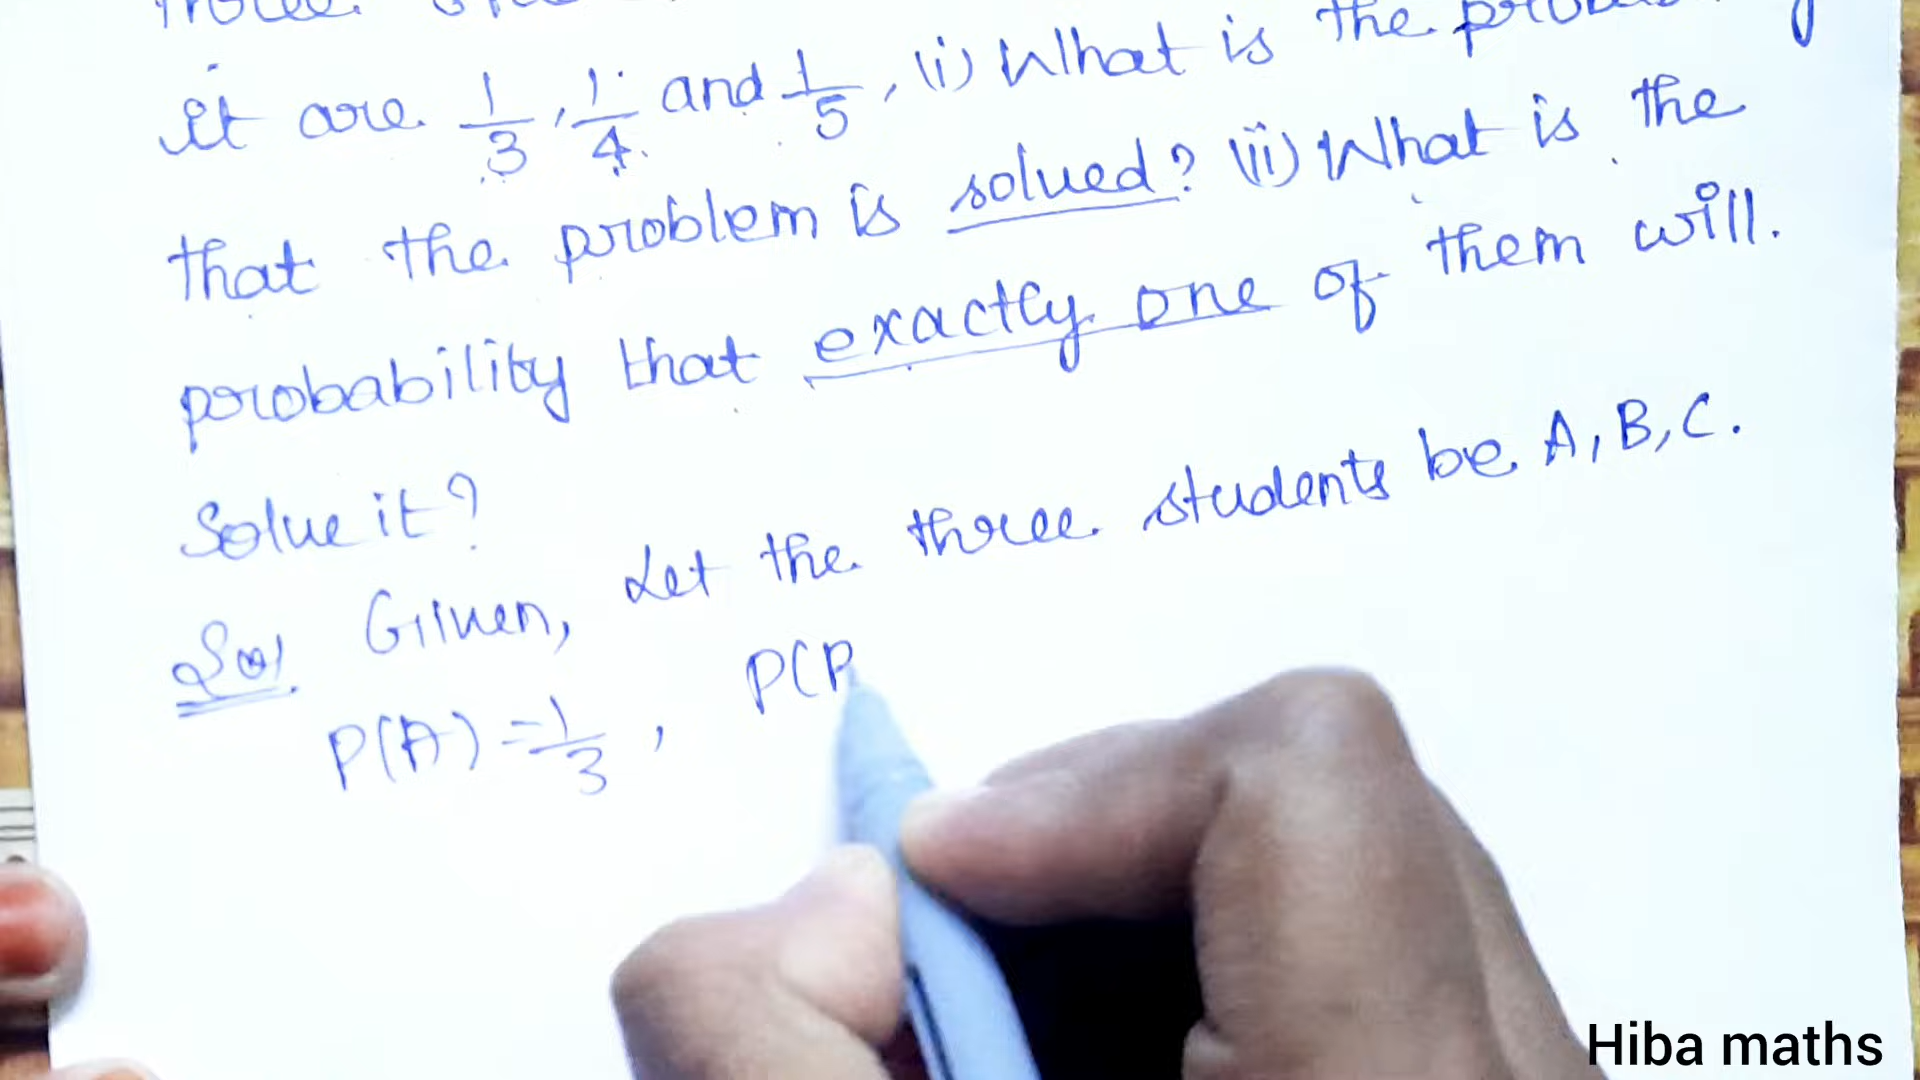 it are 1/3, 1/4 and 1/5, (i) What is the
that the problem is solved? (ii) What is the
probability that exactly one of them will.
Solve it?
Sol Given, Let the three students be A, B, C.
P(A) = 1/3, P(B
Hiba maths